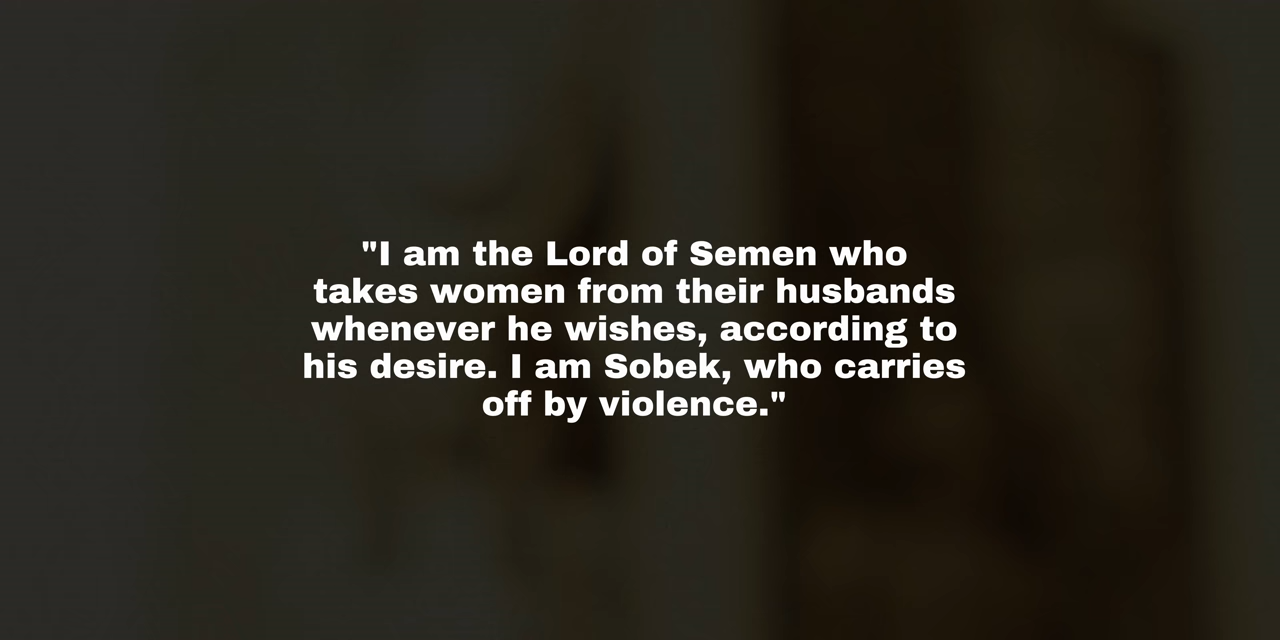 "I am the Lord of Semen who
takes women from their husbands
whenever he wishes, according to
his desire. I am Sobek, who carries
off by violence."